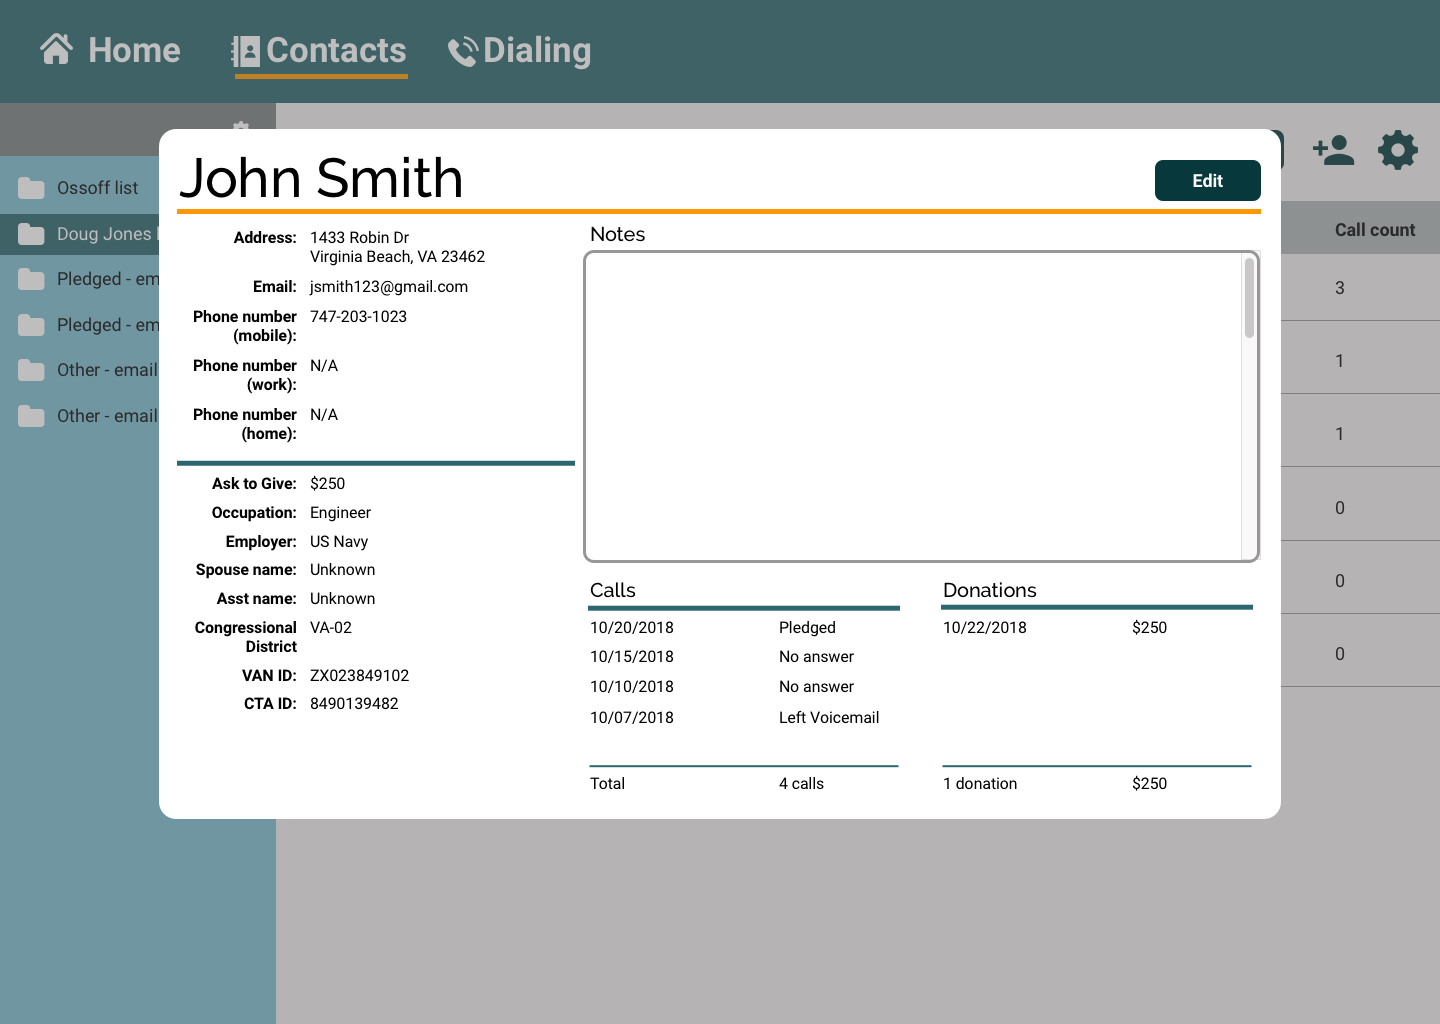 Home Contacts Dialing
Ossoff list
Doug Jones
Pledged - em
Pledged - em
Other - email
Other - email
John Smith
Edit
Address: 1433 Robin Dr
Virginia Beach, VA 23462
Email: jsmith123@gmail.com
Phone number 747-203-1023
(mobile):
Phone number N/A
(work):
Phone number N/A
(home):
Ask to Give: $250
Occupation: Engineer
Employer: US Navy
Spouse name: Unknown
Asst name: Unknown
Congressional VA-02
District
VAN ID: ZX023849102
CTA ID: 8490139482
Notes
Calls
10/20/2018 Pledged
10/15/2018 No answer
10/10/2018 No answer
10/07/2018 Left Voicemail
Total 4 calls
Donations
10/22/2018 $250
1 donation $250
Call count
3
1
1
0
0
0